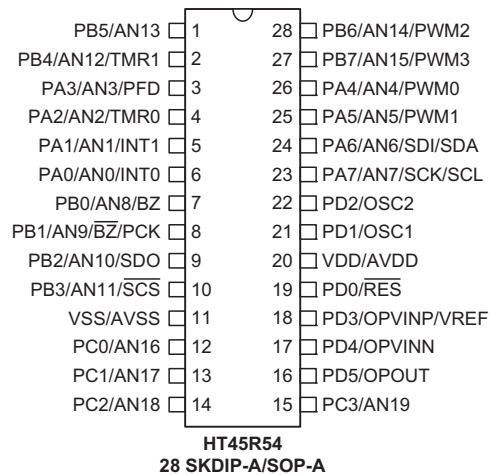 PB5/AN13 1 28 PB6/AN14/PWM2
PB4/AN12/TMR1 2 27 PB7/AN15/PWM3
PA3/AN3/PFD 3 26 PA4/AN4/PWM0
PA2/AN2/TMR0 4 25 PA5/AN5/PWM1
PA1/AN1/INT1 5 24 PA6/AN6/SDI/SDA
PA0/AN0/INT0 6 23 PA7/AN7/SCK/SCL
PB0/AN8/BZ 7 22 PD2/OSC2
PB1/AN9/B̅Z̅/PCK 8 21 PD1/OSC1
PB2/AN10/SDO 9 20 VDD/AVDD
PB3/AN11/S̅C̅S̅ 10 19 PD0/R̅E̅S̅
VSS/AVSS 11 18 PD3/OPVINP/VREF
PC0/AN16 12 17 PD4/OPVINN
PC1/AN17 13 16 PD5/OPOUT
PC2/AN18 14 15 PC3/AN19
HT45R54
28 SKDIP-A/SOP-A